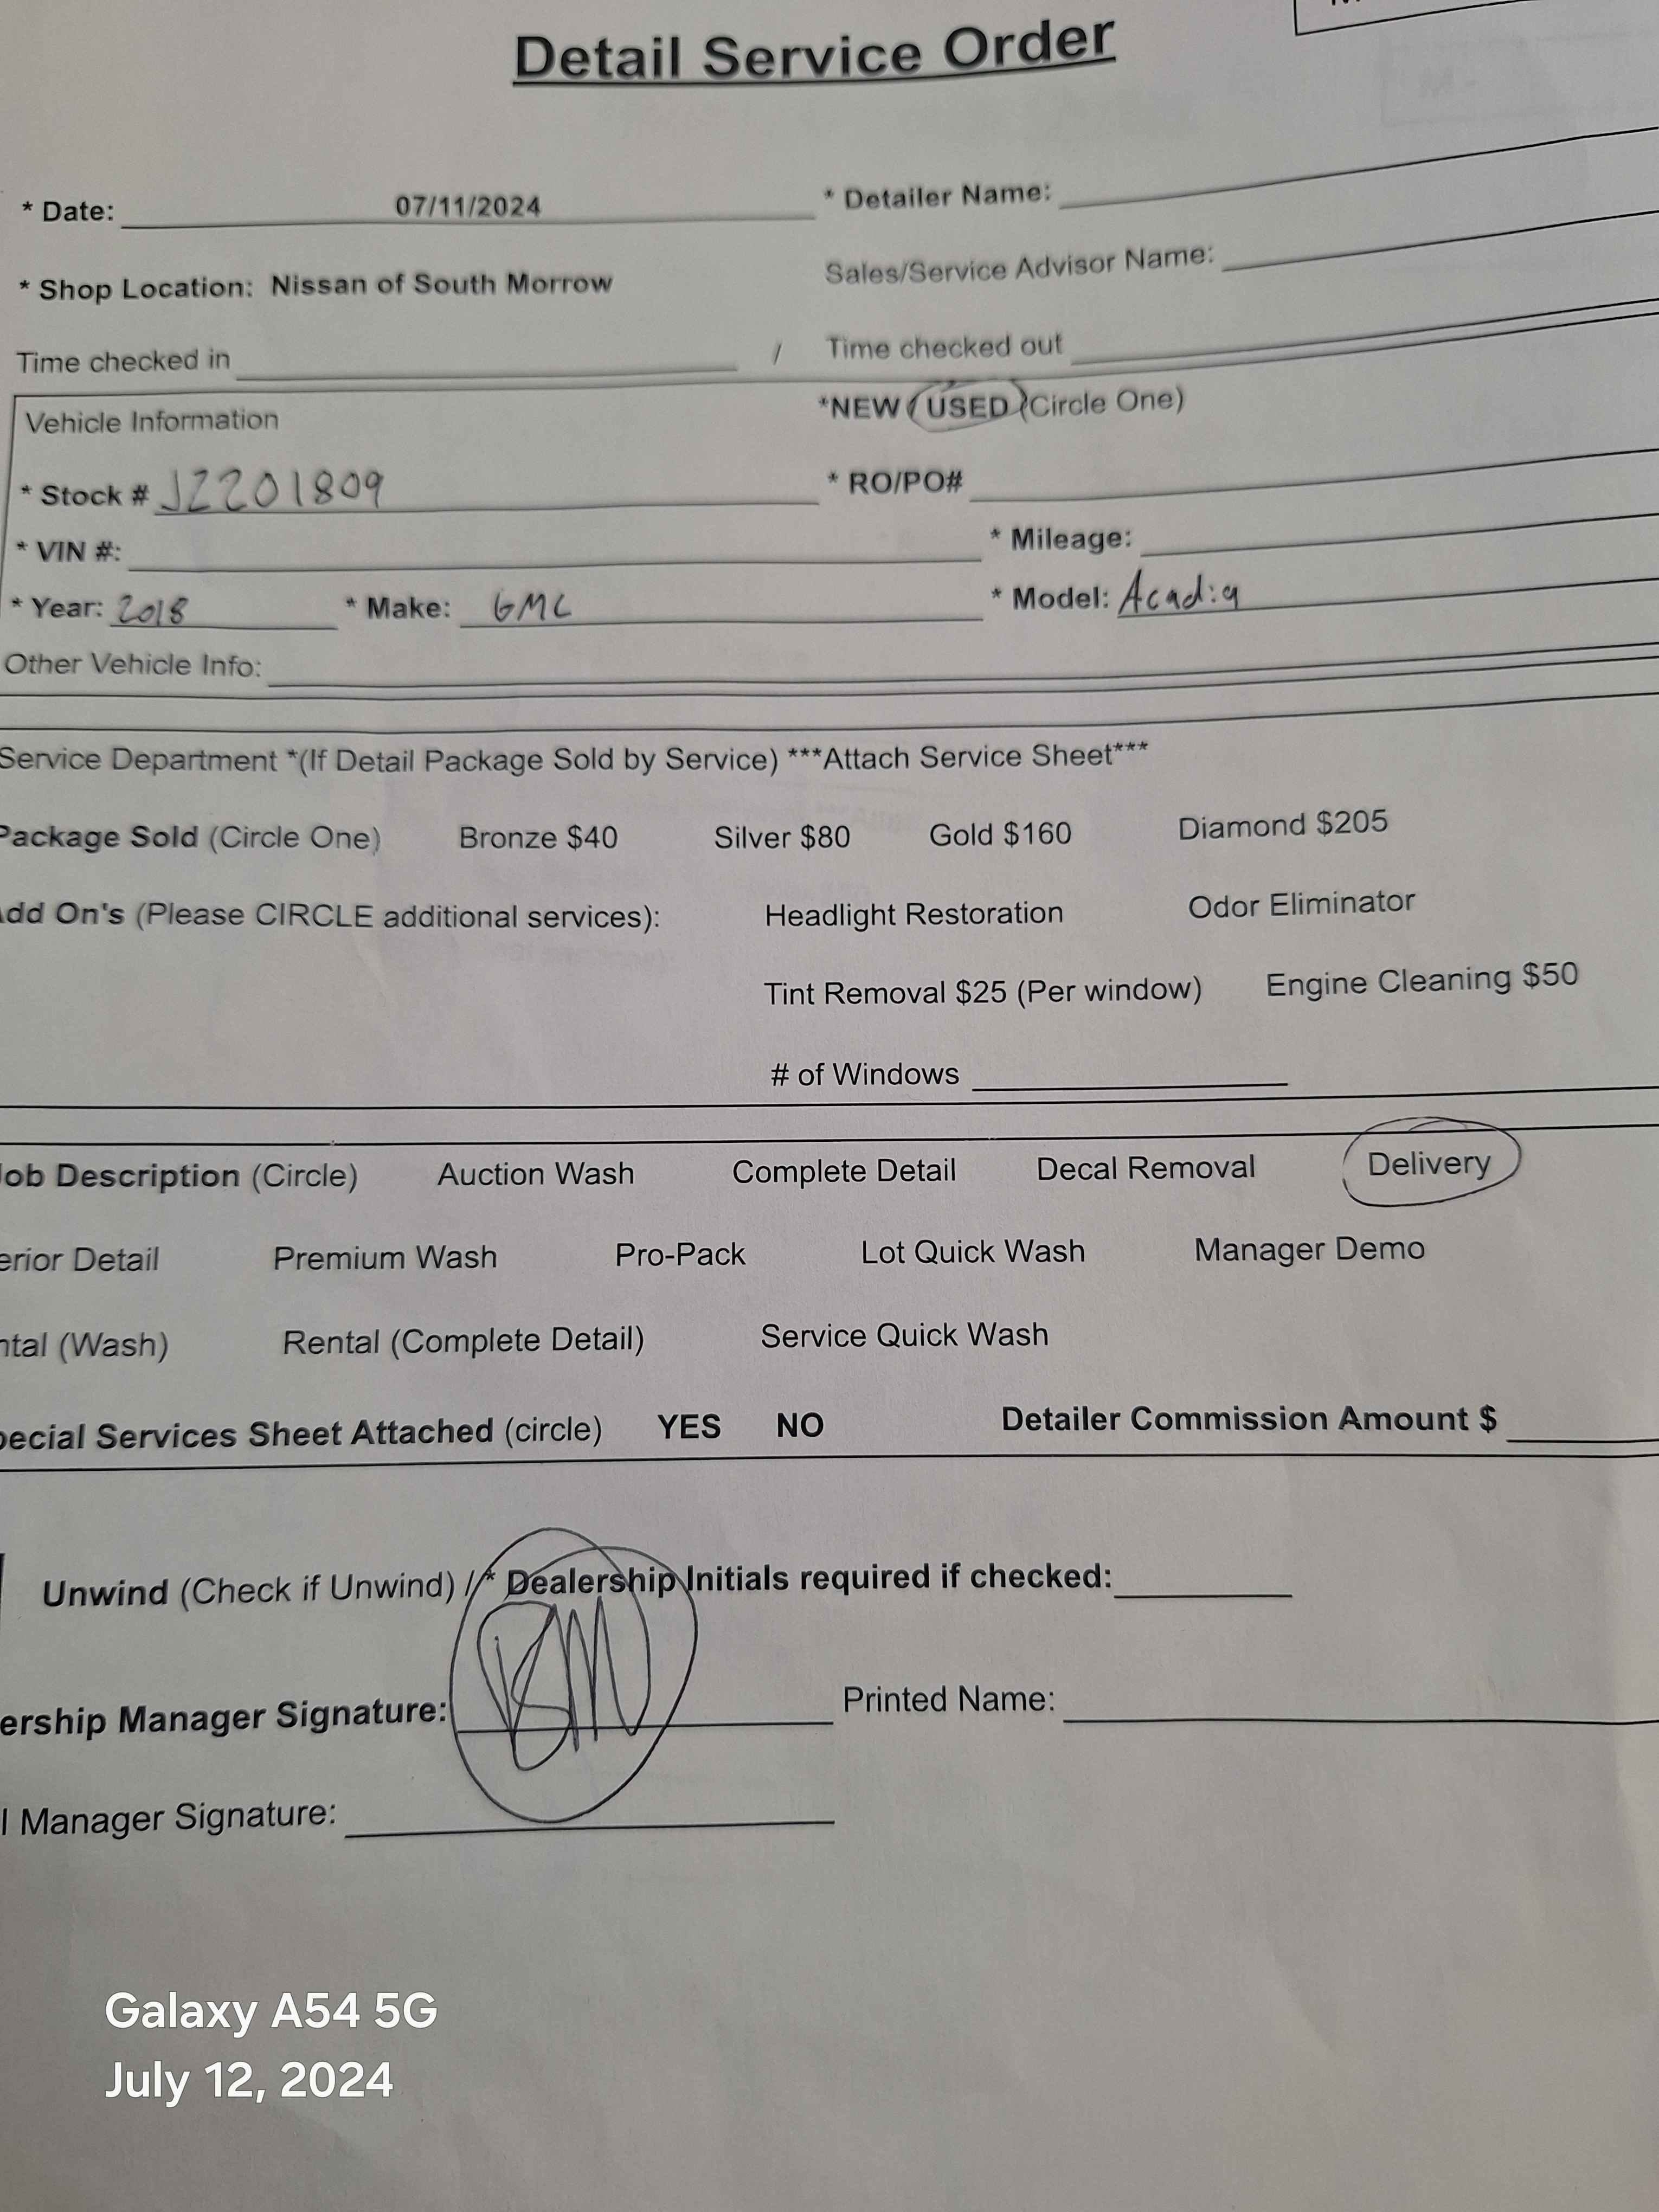 Detail Service Order
* Date: 07/11/2024 * Detailer Name:
* Shop Location: Nissan of South Morrow Sales/Service Advisor Name:
Time checked in / Time checked out
Vehicle Information *NEW / USED (Circle One)
* Stock # JZ201809 * RO/PO#
* VIN #: * Mileage:
* Year: 2018 * Make: GMC * Model: Acadia
Other Vehicle Info:
Service Department *(If Detail Package Sold by Service) ***Attach Service Sheet***
Package Sold (Circle One) Bronze $40 Silver $80 Gold $160 Diamond $205
dd On's (Please CIRCLE additional services): Headlight Restoration Odor Eliminator
Tint Removal $25 (Per window) Engine Cleaning $50
# of Windows
ob Description (Circle) Auction Wash Complete Detail Decal Removal Delivery
erior Detail Premium Wash Pro-Pack Lot Quick Wash Manager Demo
ntal (Wash) Rental (Complete Detail) Service Quick Wash
pecial Services Sheet Attached (circle) YES NO Detailer Commission Amount $
Unwind (Check if Unwind) / * Dealership Initials required if checked:
ership Manager Signature: Printed Name:
l Manager Signature:
Galaxy A54 5G
July 12, 2024